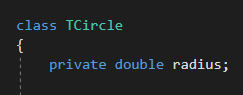 class TCircle
{
private double radius;